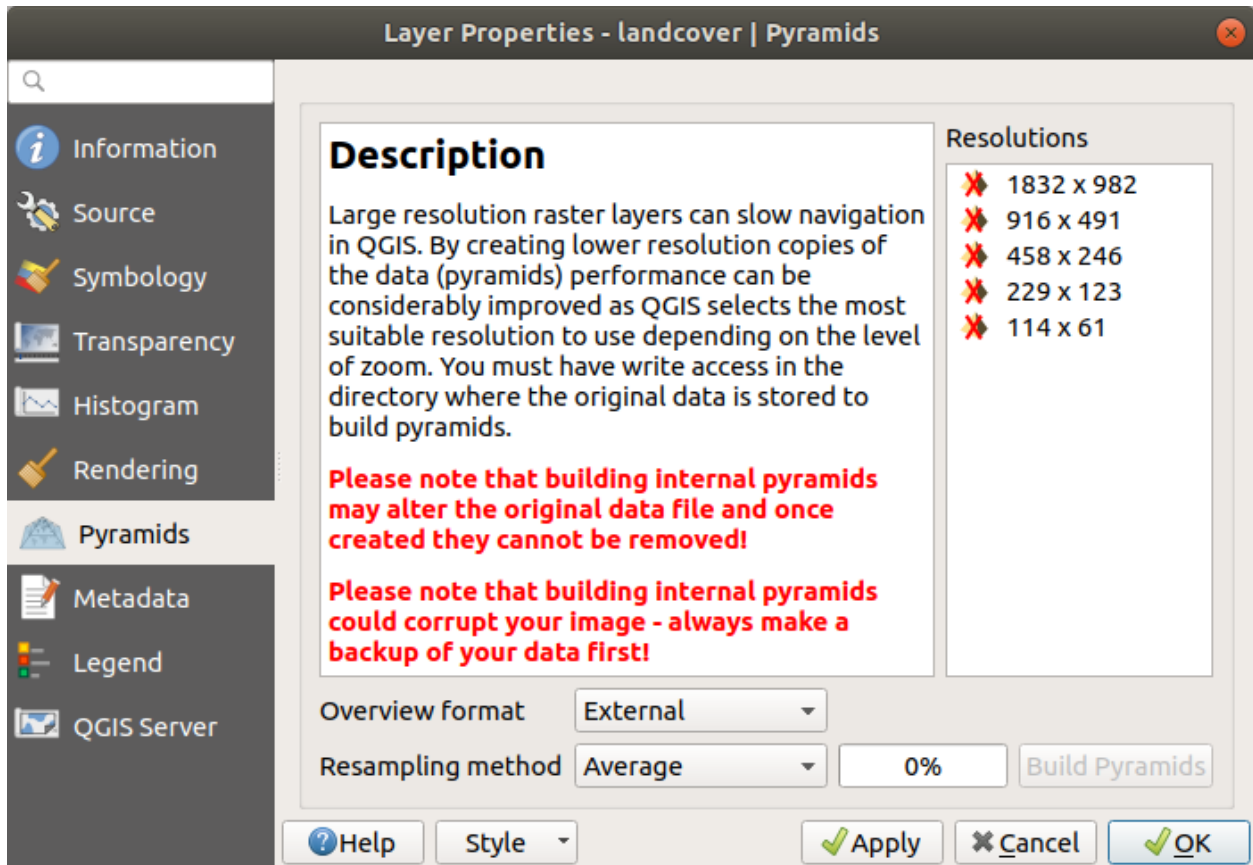 Layer Properties - landcover | Pyramids
Information
Source
Symbology
Transparency
Histogram
Rendering
Pyramids
Metadata
Legend
QGIS Server
Description
Large resolution raster layers can slow navigation
in QGIS. By creating lower resolution copies of
the data (pyramids) performance can be
considerably improved as QGIS selects the most
suitable resolution to use depending on the level
of zoom. You must have write access in the
directory where the original data is stored to
build pyramids.
Please note that building internal pyramids
may alter the original data file and once
created they cannot be removed!
Please note that building internal pyramids
could corrupt your image - always make a
backup of your data first!
Resolutions
1832 x 982
916 x 491
458 x 246
229 x 123
114 x 61
Overview format External
Resampling method Average 0% Build Pyramids
Help Style Apply Cancel OK